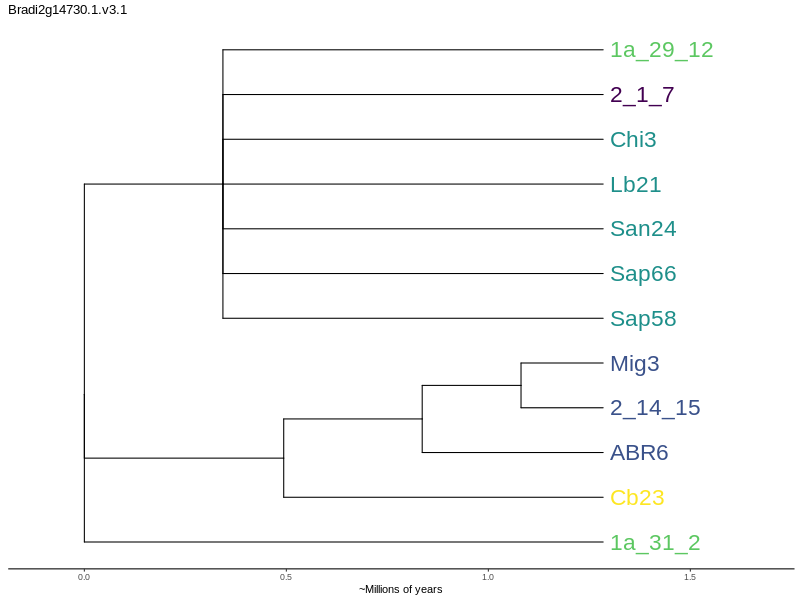 Bradi2g14730.1.v3.1
1a_29_12
2_1_7
Chi3
Lb21
San24
Sap66
Sap58
Mig3
2_14_15
ABR6
Cb23
1a_31_2
0.0 0.5 1.0 1.5
~Millions of years